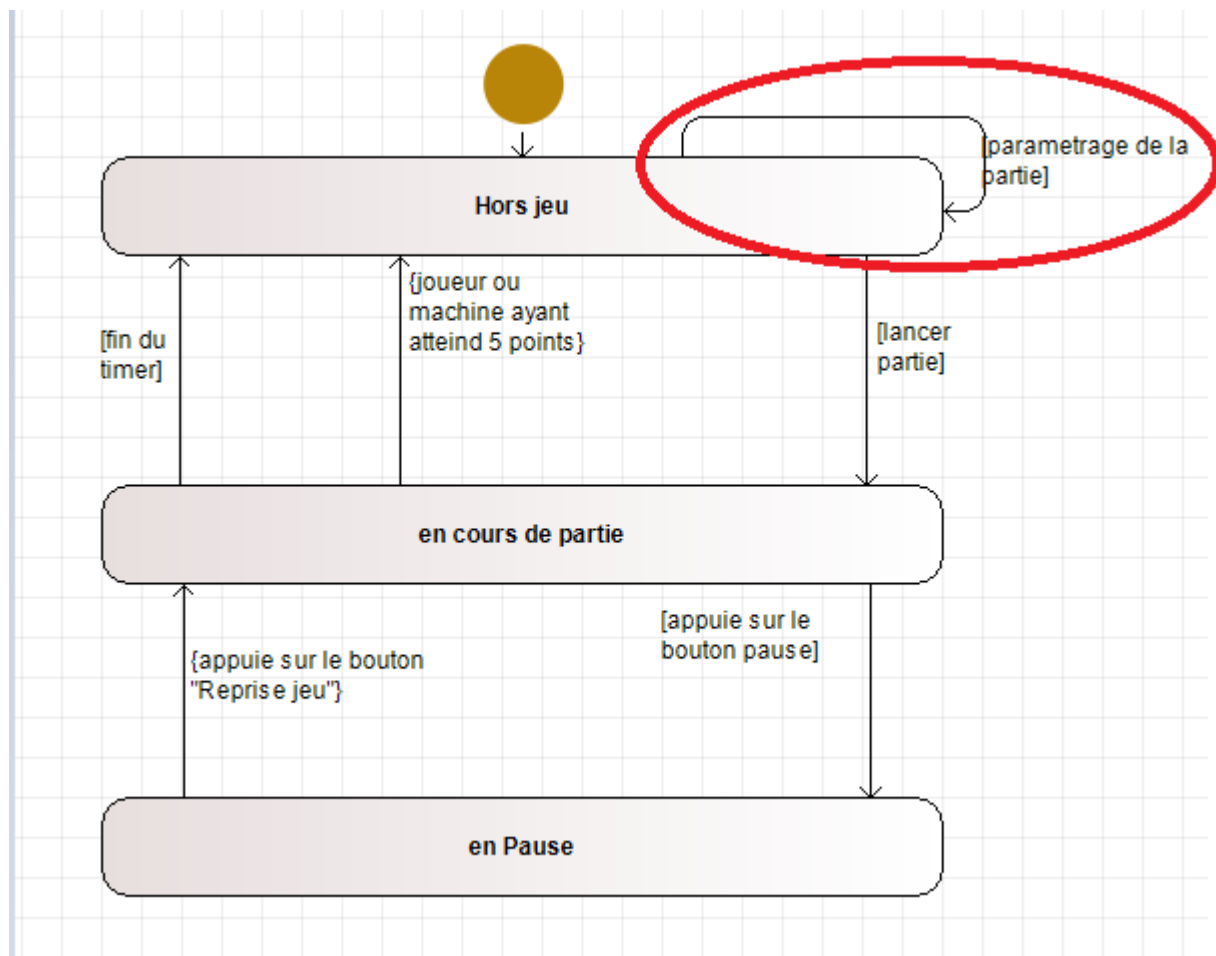 [parametrage de la
partie]
Hors jeu
{joueur ou
machine ayant
atteind 5 points}
[fin du
timer]
[lancer
partie]
en cours de partie
[appuie sur le
bouton pause]
{appuie sur le bouton
"Reprise jeu"}
en Pause